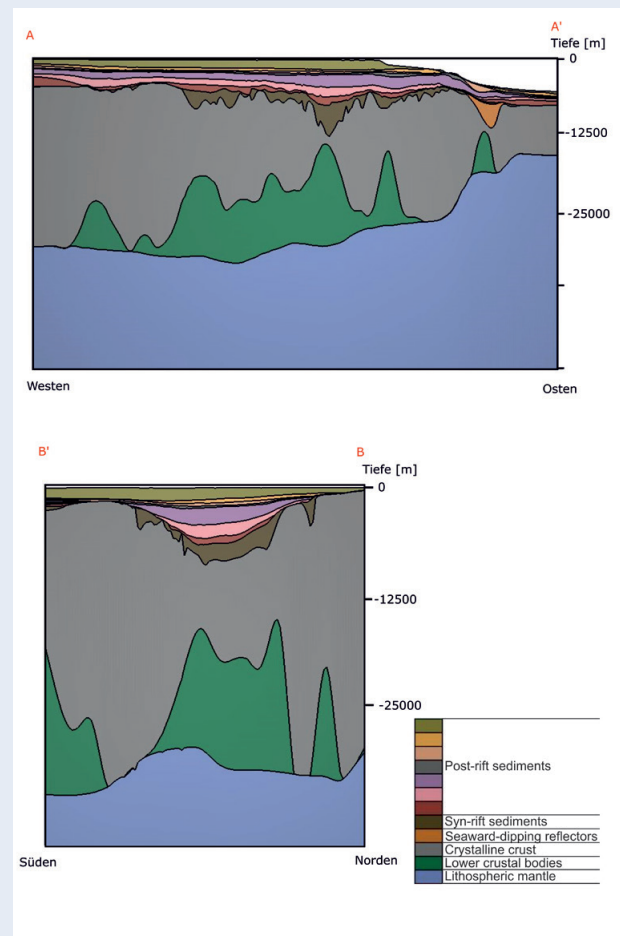 A
A'
Tiefe [m]
0
-12500
-25000
Westen
Osten
B'
B
Tiefe [m]
0
-12500
-25000
Post-rift sediments
Syn-rift sediments
Seaward-dipping reflectors
Crystalline crust
Lower crustal bodies
Lithospheric mantle
Süden
Norden